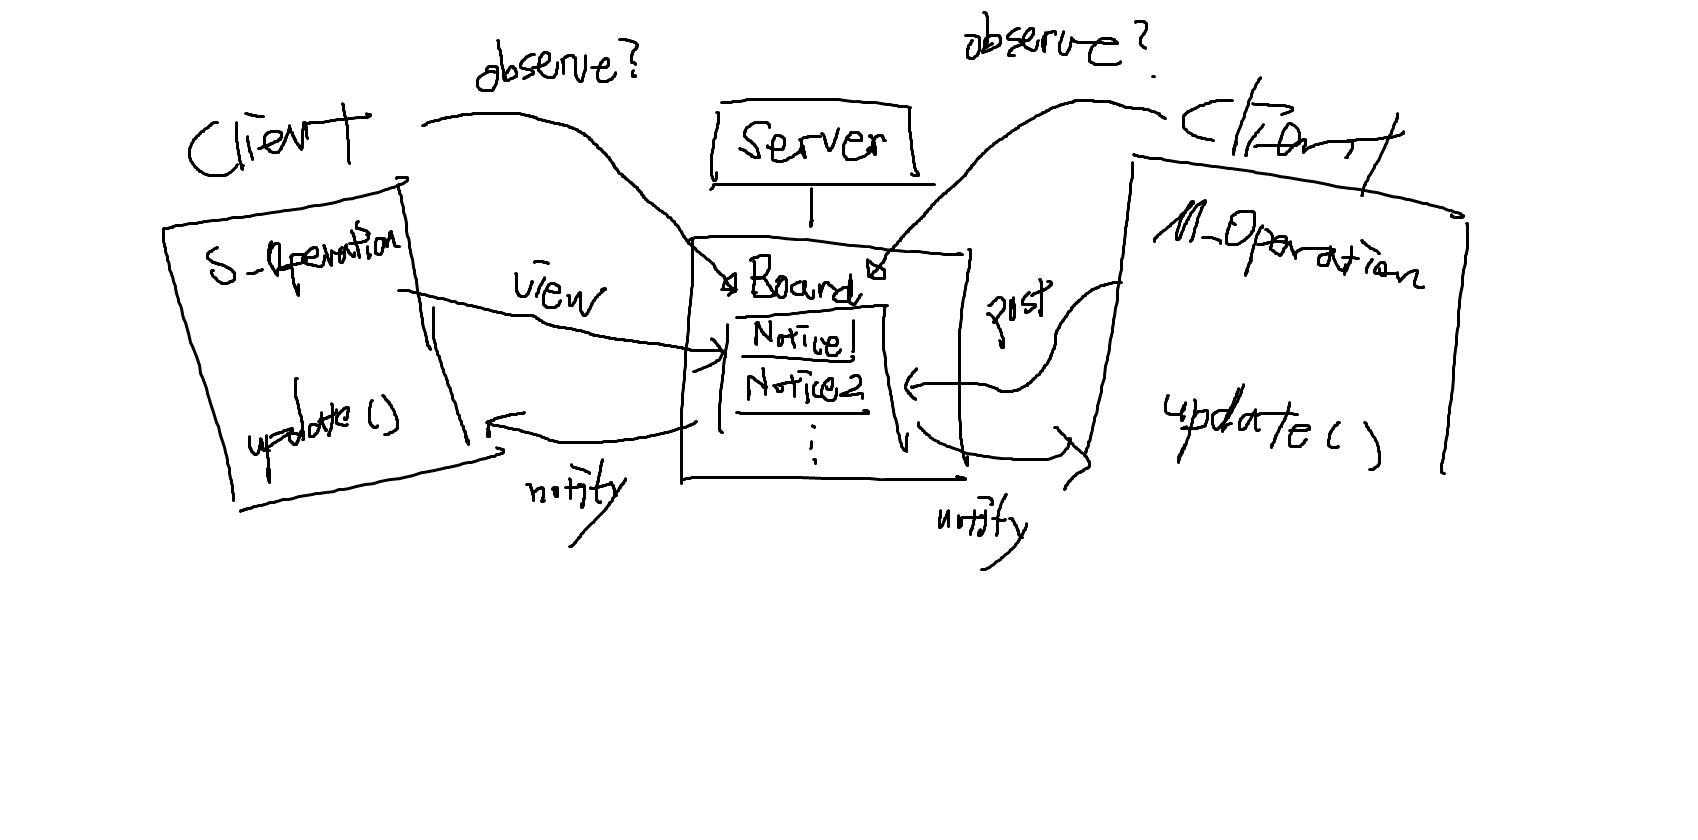 observe?
observe?
Client
Server
Client
S_Operation
M_Operation
view
Board
post
Notice1
Notice2
update()
update()
notify
notify